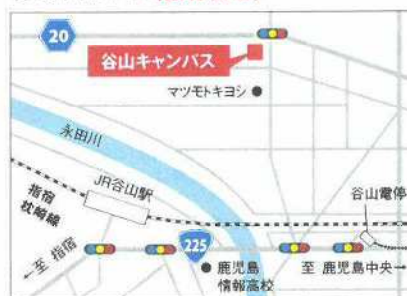 20
谷山キャンパス
マツモトキヨシ
永田川
JR谷山駅
指宿
枕崎線
谷山電停
225
←至 指宿
鹿児島
情報高校
至 鹿児島中央→